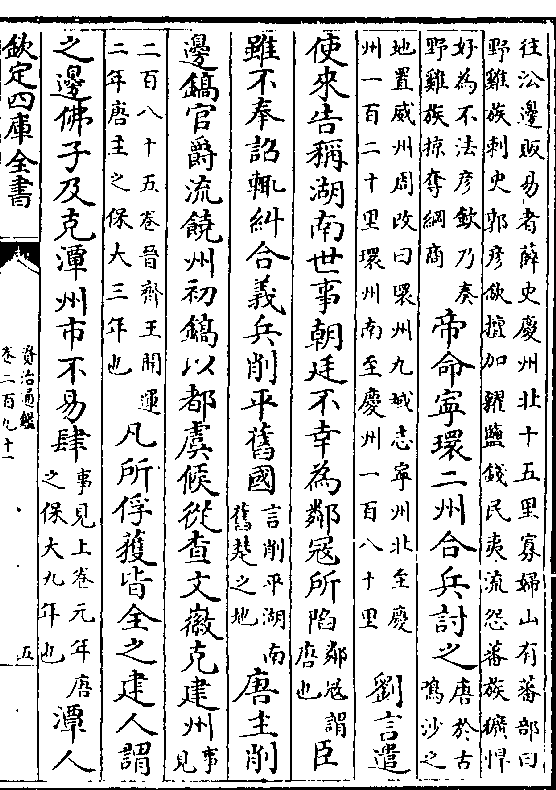 往㳂邊販易者薛史慶州北十五里寡婦山有蕃部曰
野雞族刺史郭彦欽擅加𣙜鹽錢民夷流怨蕃族獷悍
好為不法彦欽乃奏
野雞族掠奪綱商
帝命寧環二州合兵討之
唐於古
鳴沙之
地置威州周改曰環州九域志寧州北至慶
州一百二十里環州南至慶州一百八十里
劉言遣
使來告稱湖南世事朝廷不幸為鄰寇所陷
鄰寇謂
唐也
臣
雖不奉詔輒糾合義兵削平舊國
言削平湖南
舊楚之地
唐主削
邊鎬官爵流饒州初鎬以都虞候從查文徽克建州
事見
二百八十五卷晉齊王開運
二年唐主之保大三年也
凡所俘獲皆全之建人謂
之邊佛子及克潭州市不易肆
事見上卷元年唐
之保大九年也
潭人
欽定四庫全書
資治通鑑
卷二百九十一
五